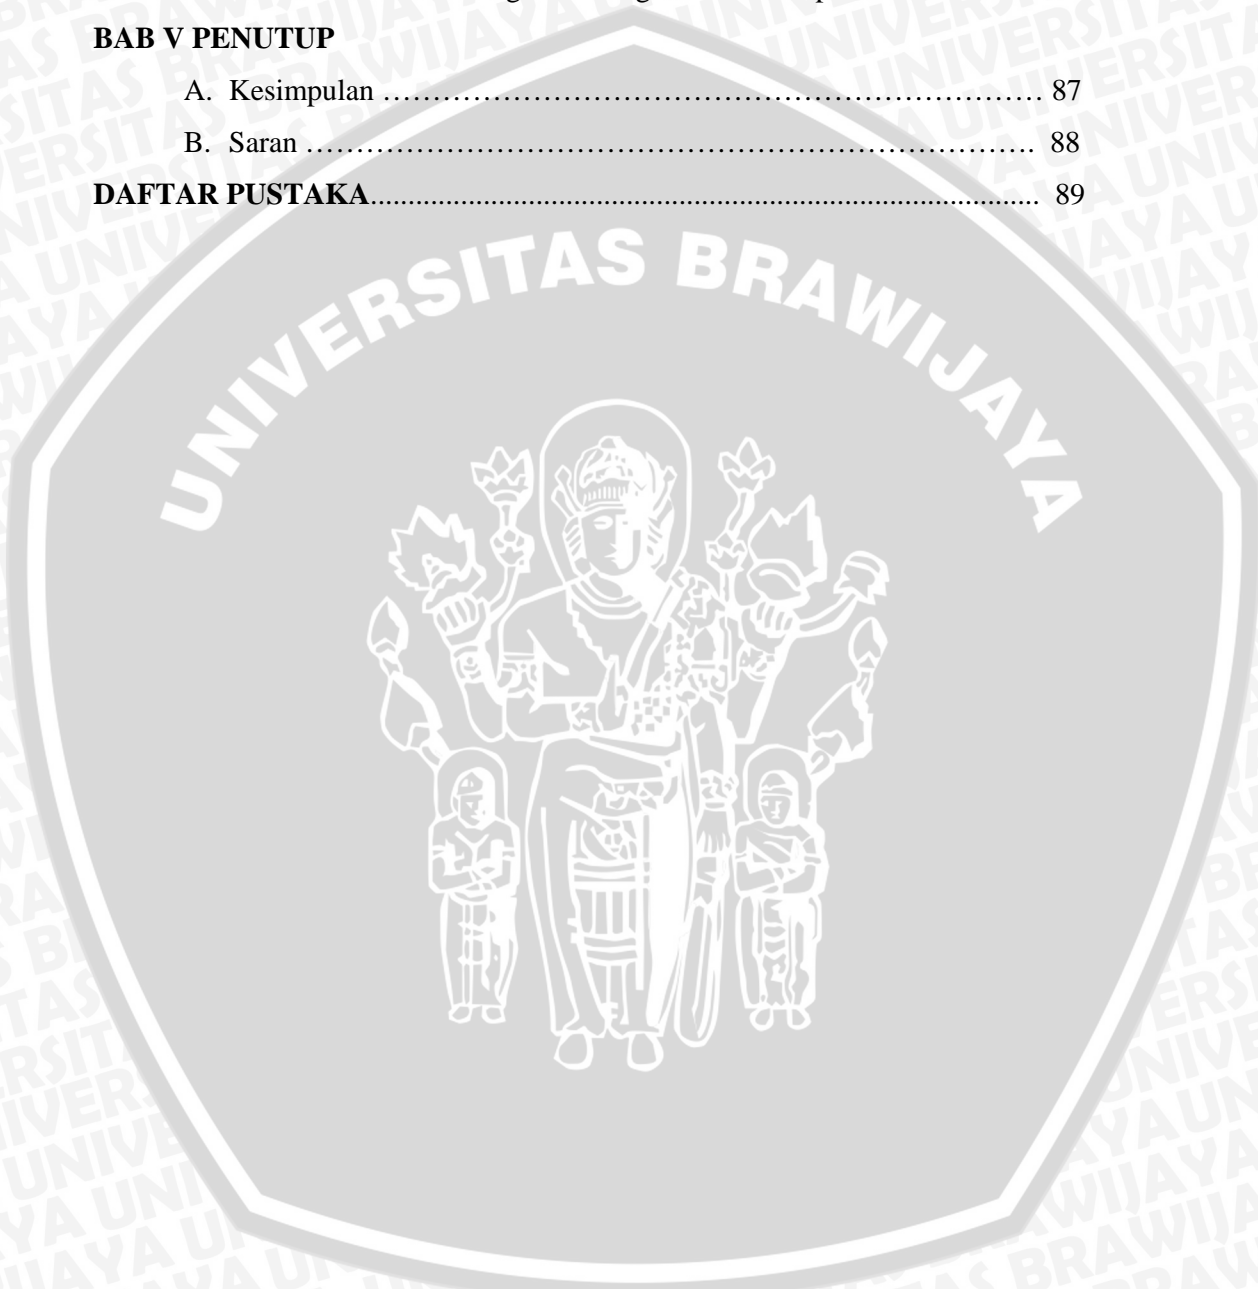 BAB V PENUTUP
A. Kesimpulan ........................................................................ 87
B. Saran ................................................................................ 88
DAFTAR PUSTAKA................................................................................ 89
UNIVERSITAS BRAWIJAYA